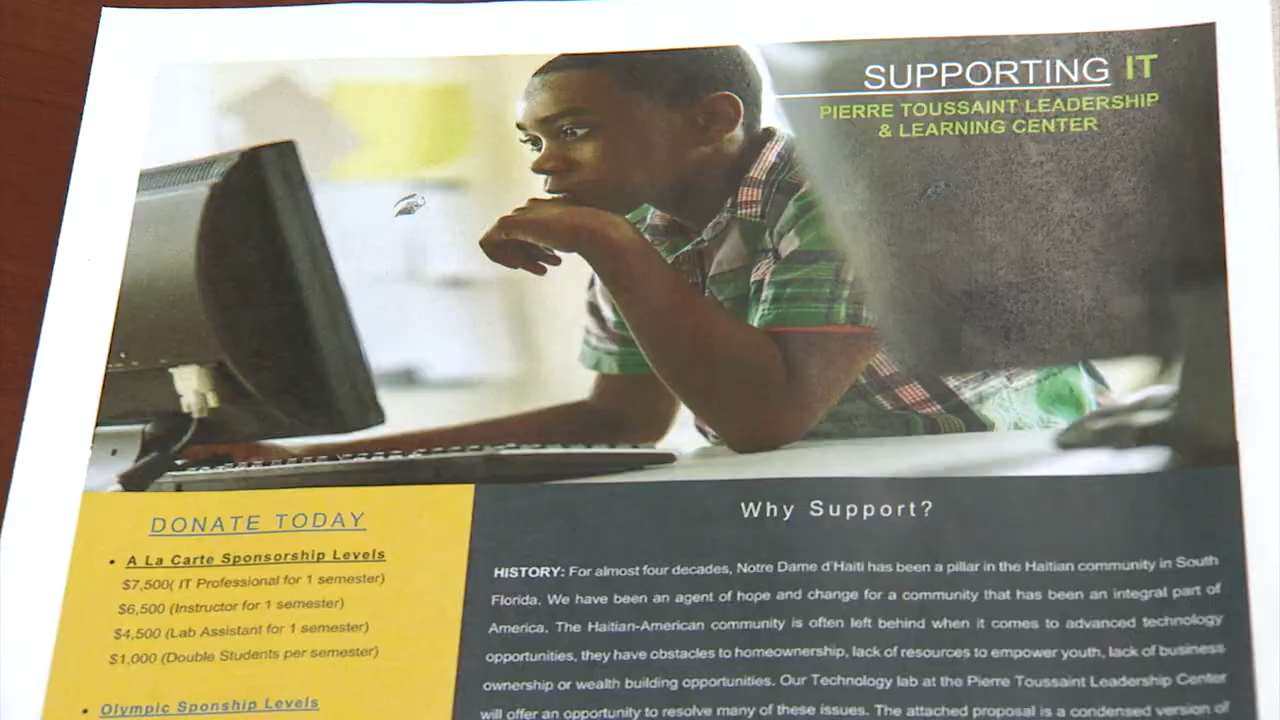 SUPPORTING IT
PIERRE TOUSSAINT LEADERSHIP
& LEARNING CENTER
DONATE TODAY
• A La Carte Sponsorship Levels
$7,500( IT Professional for 1 semester)
$6,500 (Instructor for 1 semester)
$4,500 (Lab Assistant for 1 semester)
$1,000 (Double Students per semester)
• Olympic Sponship Levels
Why Support?
HISTORY: For almost four decades, Notre Dame d'Haiti has been a pillar in the Haitian community in South
Florida. We have been an agent of hope and change for a community that has been an integral part of
America. The Haitian-American community is often left behind when it comes to advanced technology
opportunities, they have obstacles to homeownership, lack of resources to empower youth, lack of business
ownership or wealth building opportunities. Our Technology lab at the Pierre Toussaint Leadership Center
will offer an opportunity to resolve many of these issues. The attached proposal is a condensed version of